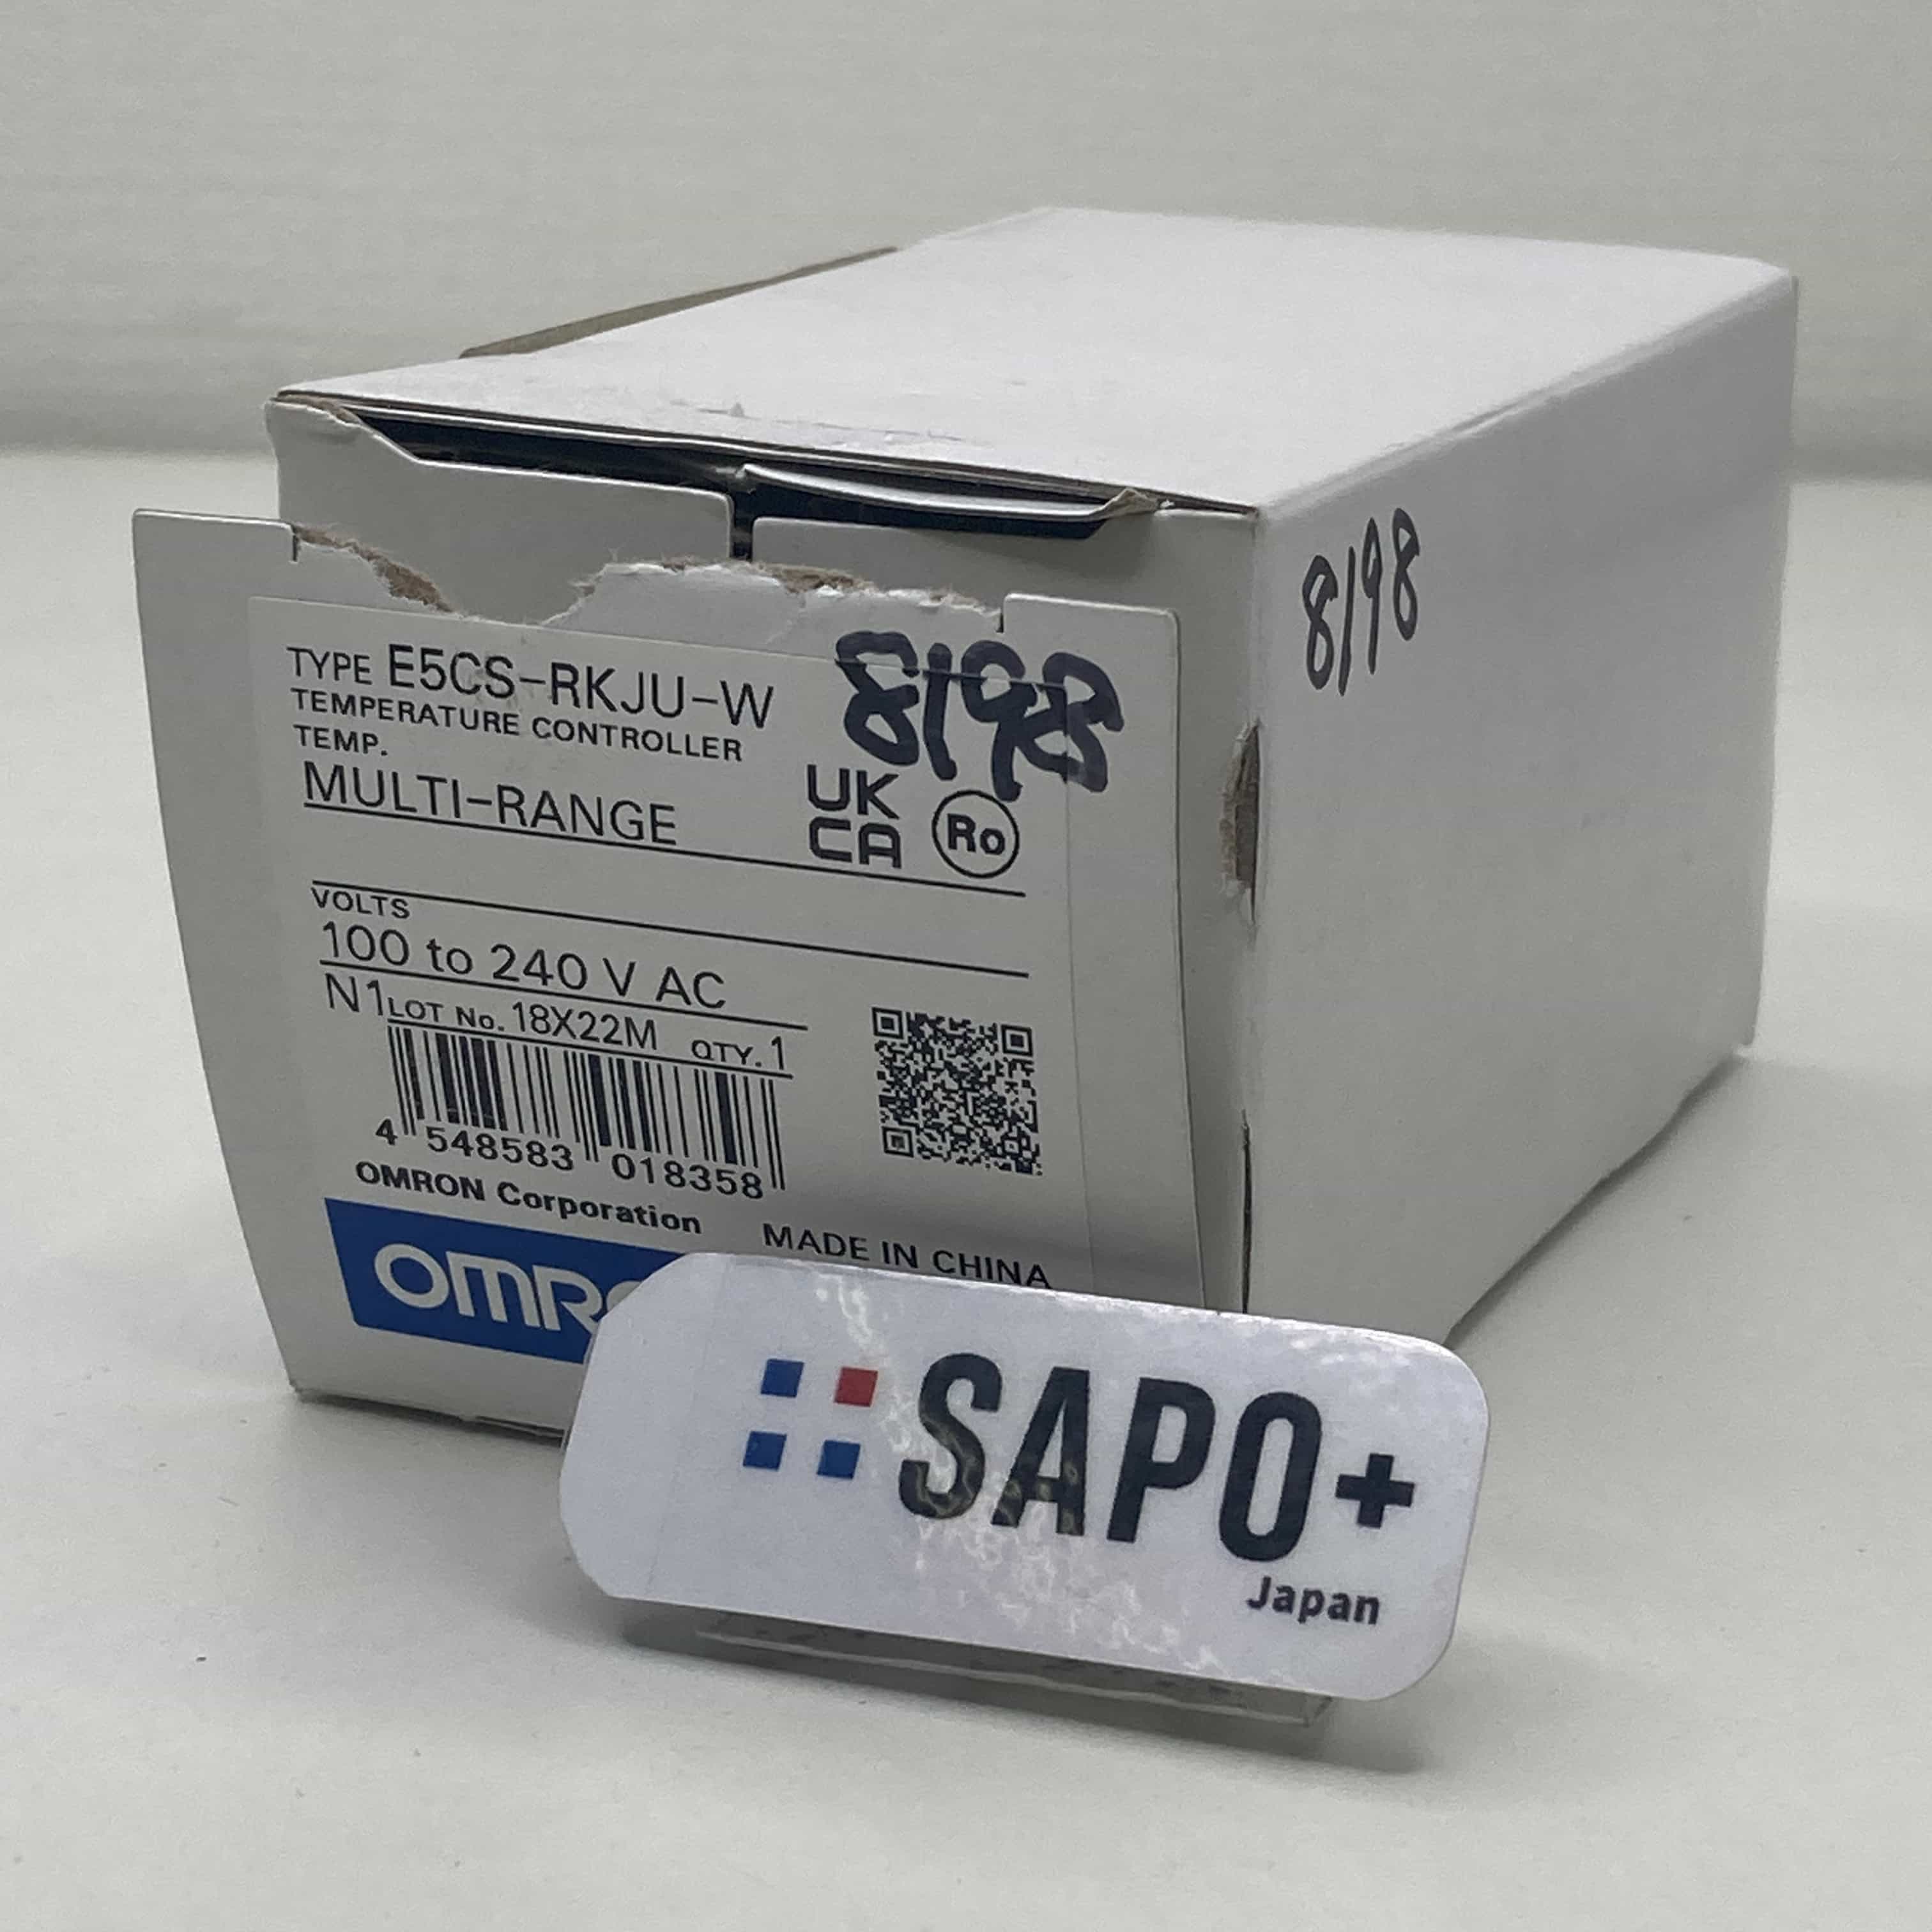 TYPE E5CS-RKJU-W
8198
8198
TEMPERATURE CONTROLLER
TEMP.
MULTI-RANGE
UK
CA
Ro
VOLTS
100 to 240 V AC
N1 LOT No. 18X22M QTY. 1
4 548583 018358
OMRON Corporation
MADE IN CHINA
OMR
SAPO+
Japan